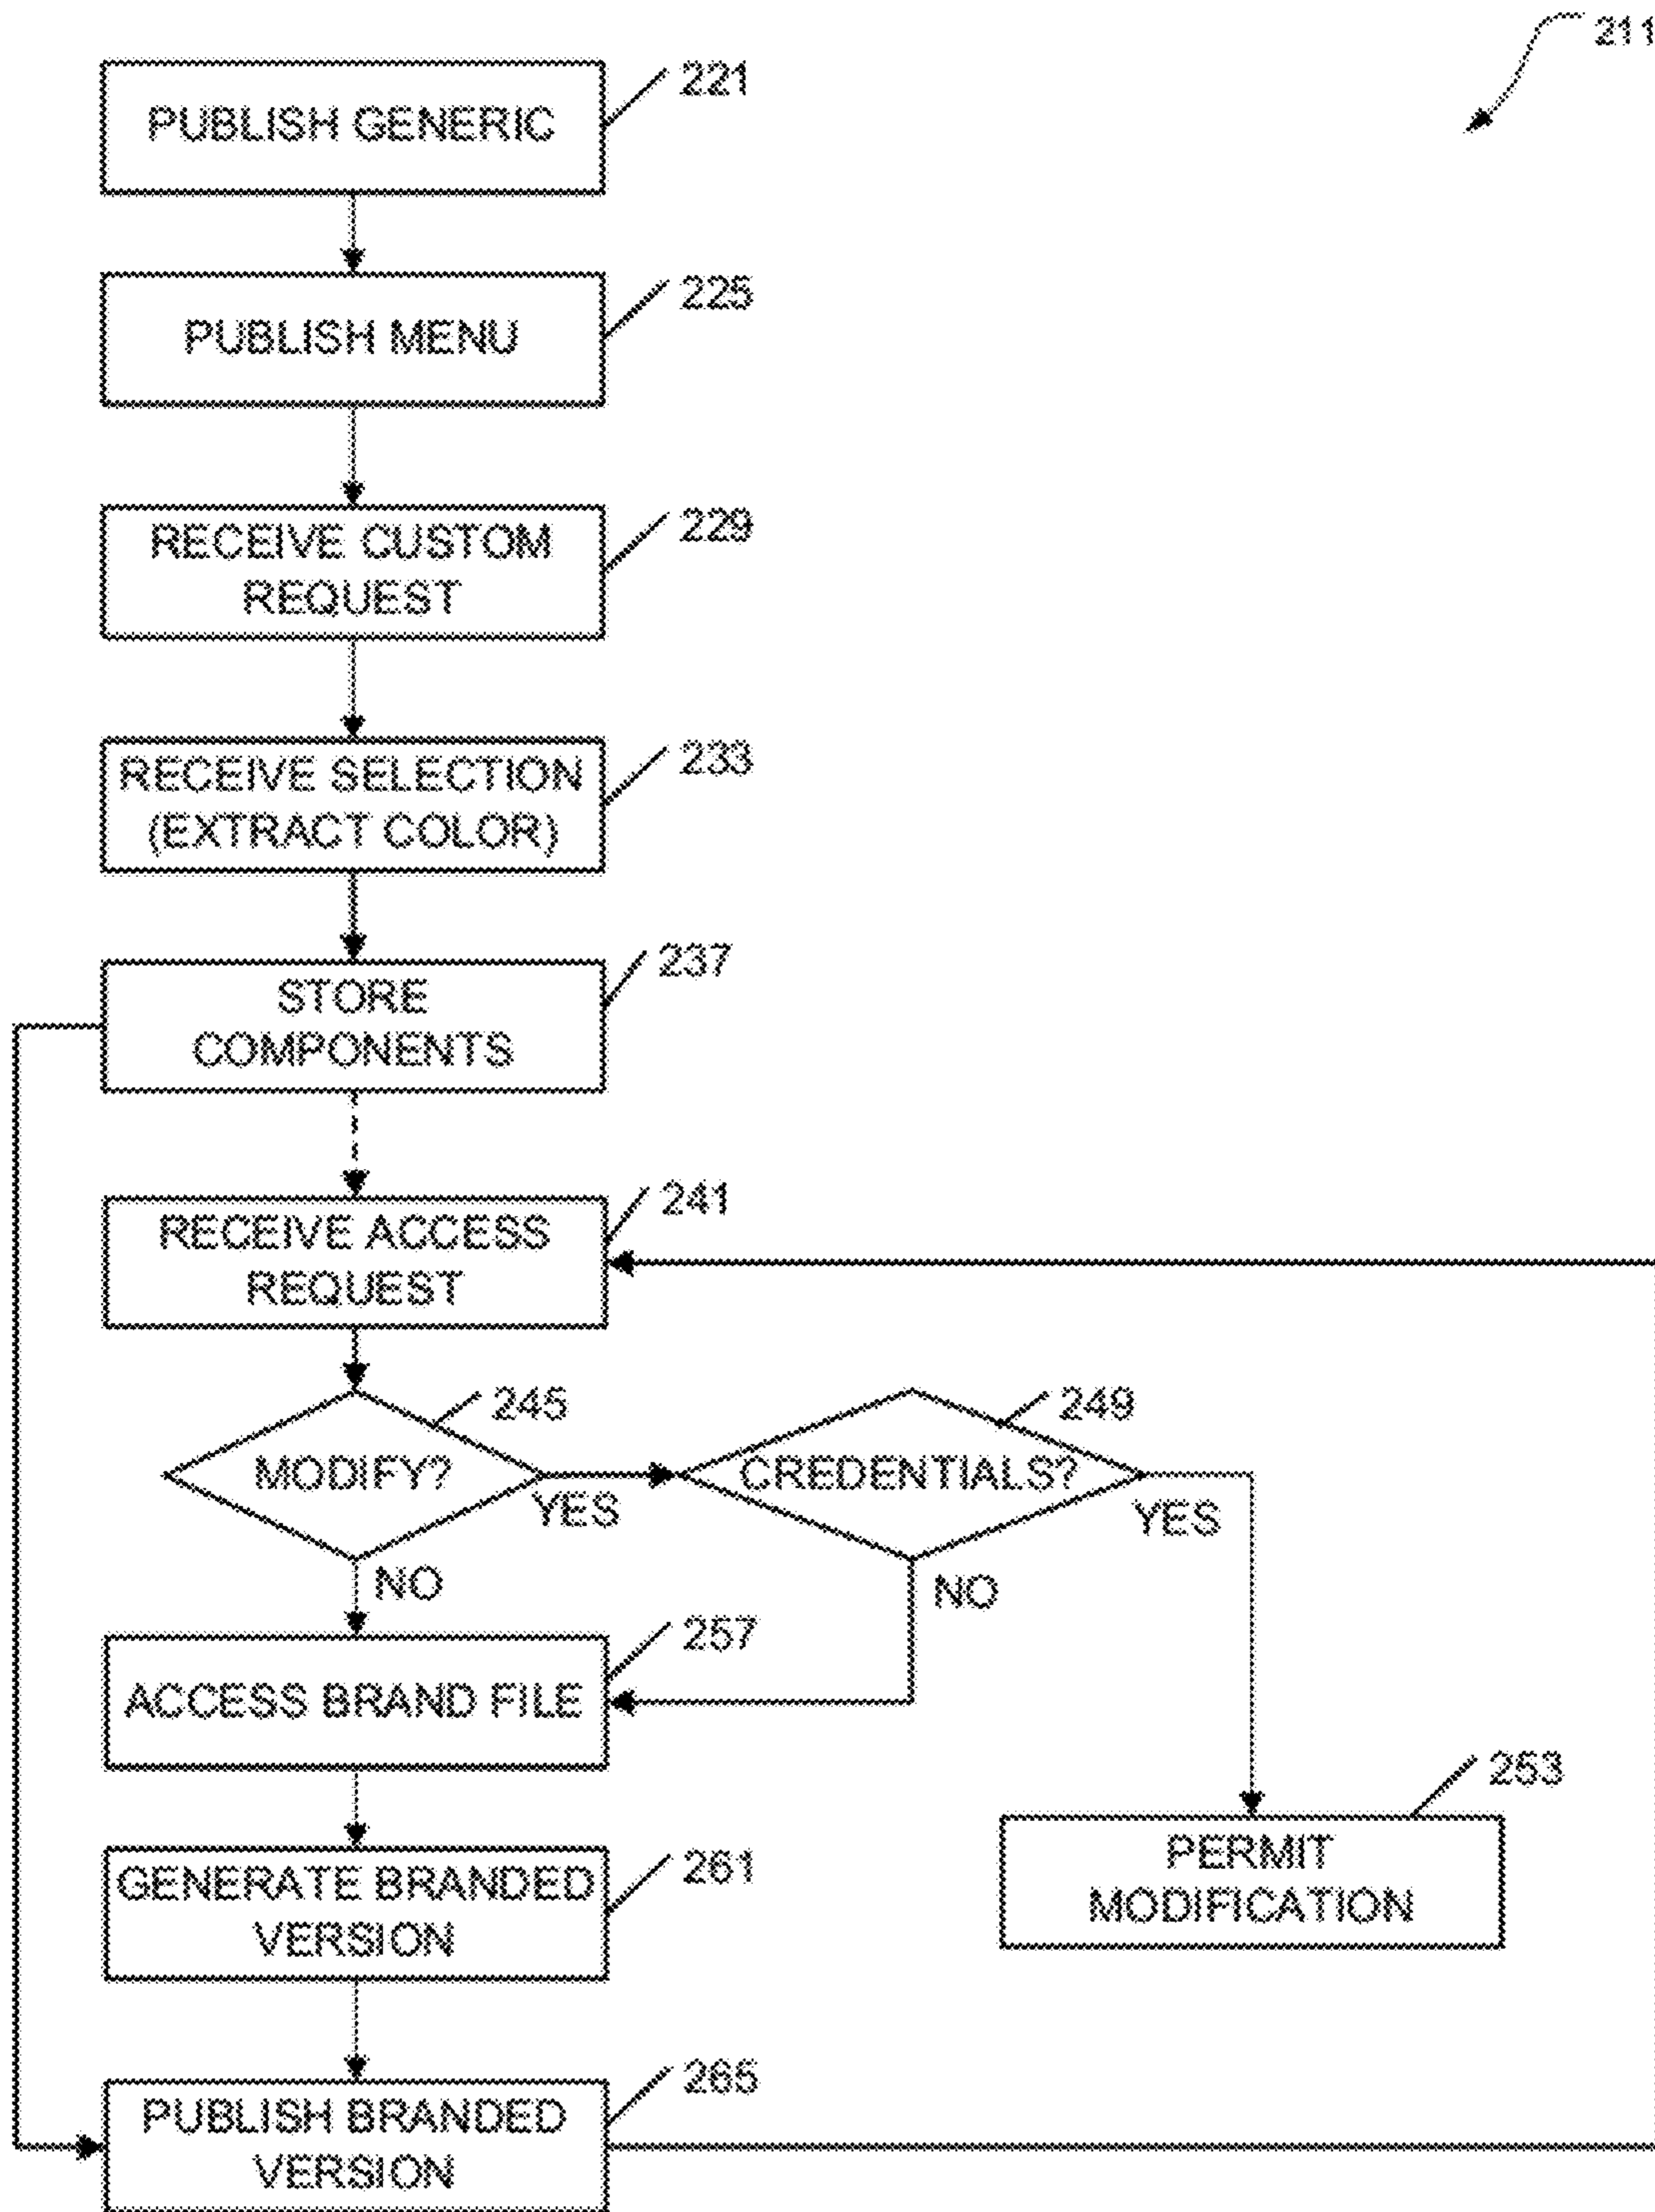 211
PUBLISH GENERIC
221
PUBLISH MENU
225
RECEIVE CUSTOM
REQUEST
229
RECEIVE SELECTION
(EXTRACT COLOR)
233
STORE
COMPONENTS
237
RECEIVE ACCESS
REQUEST
241
MODIFY?
245
YES
NO
CREDENTIALS?
249
YES
NO
ACCESS BRAND FILE
257
PERMIT
MODIFICATION
253
GENERATE BRANDED
VERSION
261
PUBLISH BRANDED
VERSION
265